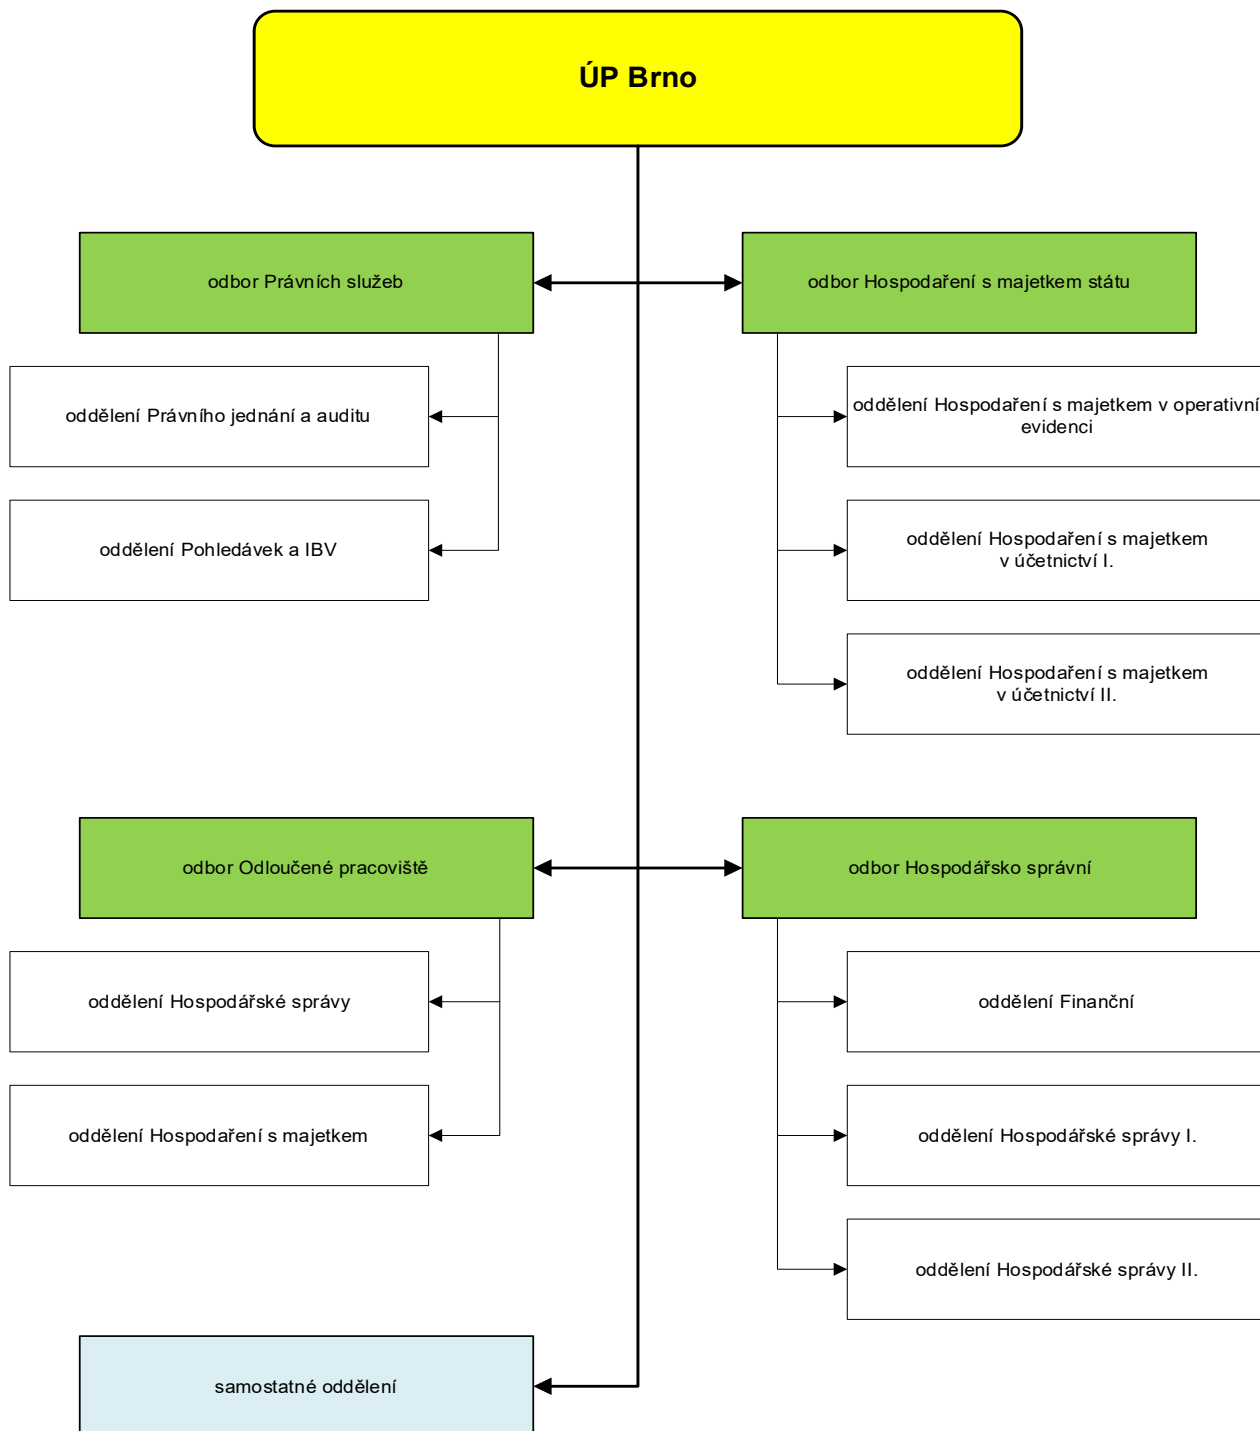 ÚP Brno
odbor Právních služeb
odbor Hospodaření s majetkem státu
oddělení Právního jednání a auditu
oddělení Hospodaření s majetkem v operativní
evidenci
oddělení Pohledávek a IBV
oddělení Hospodaření s majetkem
v účetnictví I.
oddělení Hospodaření s majetkem
v účetnictví II.
odbor Odloučené pracoviště
odbor Hospodářsko správní
oddělení Hospodářské správy
oddělení Finanční
oddělení Hospodaření s majetkem
oddělení Hospodářské správy I.
oddělení Hospodářské správy II.
samostatné oddělení